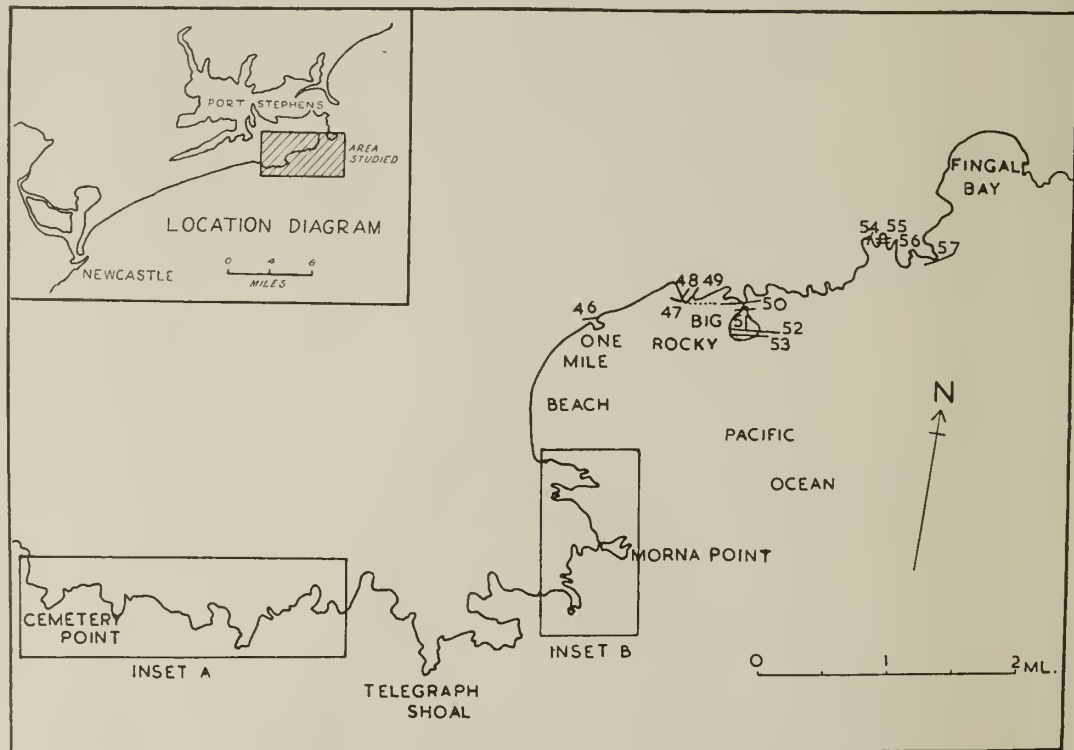 PORT STEPHENS
AREA
STUDIED
LOCATION DIAGRAM
0 4 8
MILES
NEWCASTLE
FINGAL
BAY
54 55
56
57
48 49
47
50
46
BIG
ROCKY
51
52
53
ONE
MILE
BEACH
N
PACIFIC
OCEAN
MORNA POINT
CEMETERY
POINT
INSET A
INSET B
TELEGRAPH
SHOAL
0 1 2 ML.